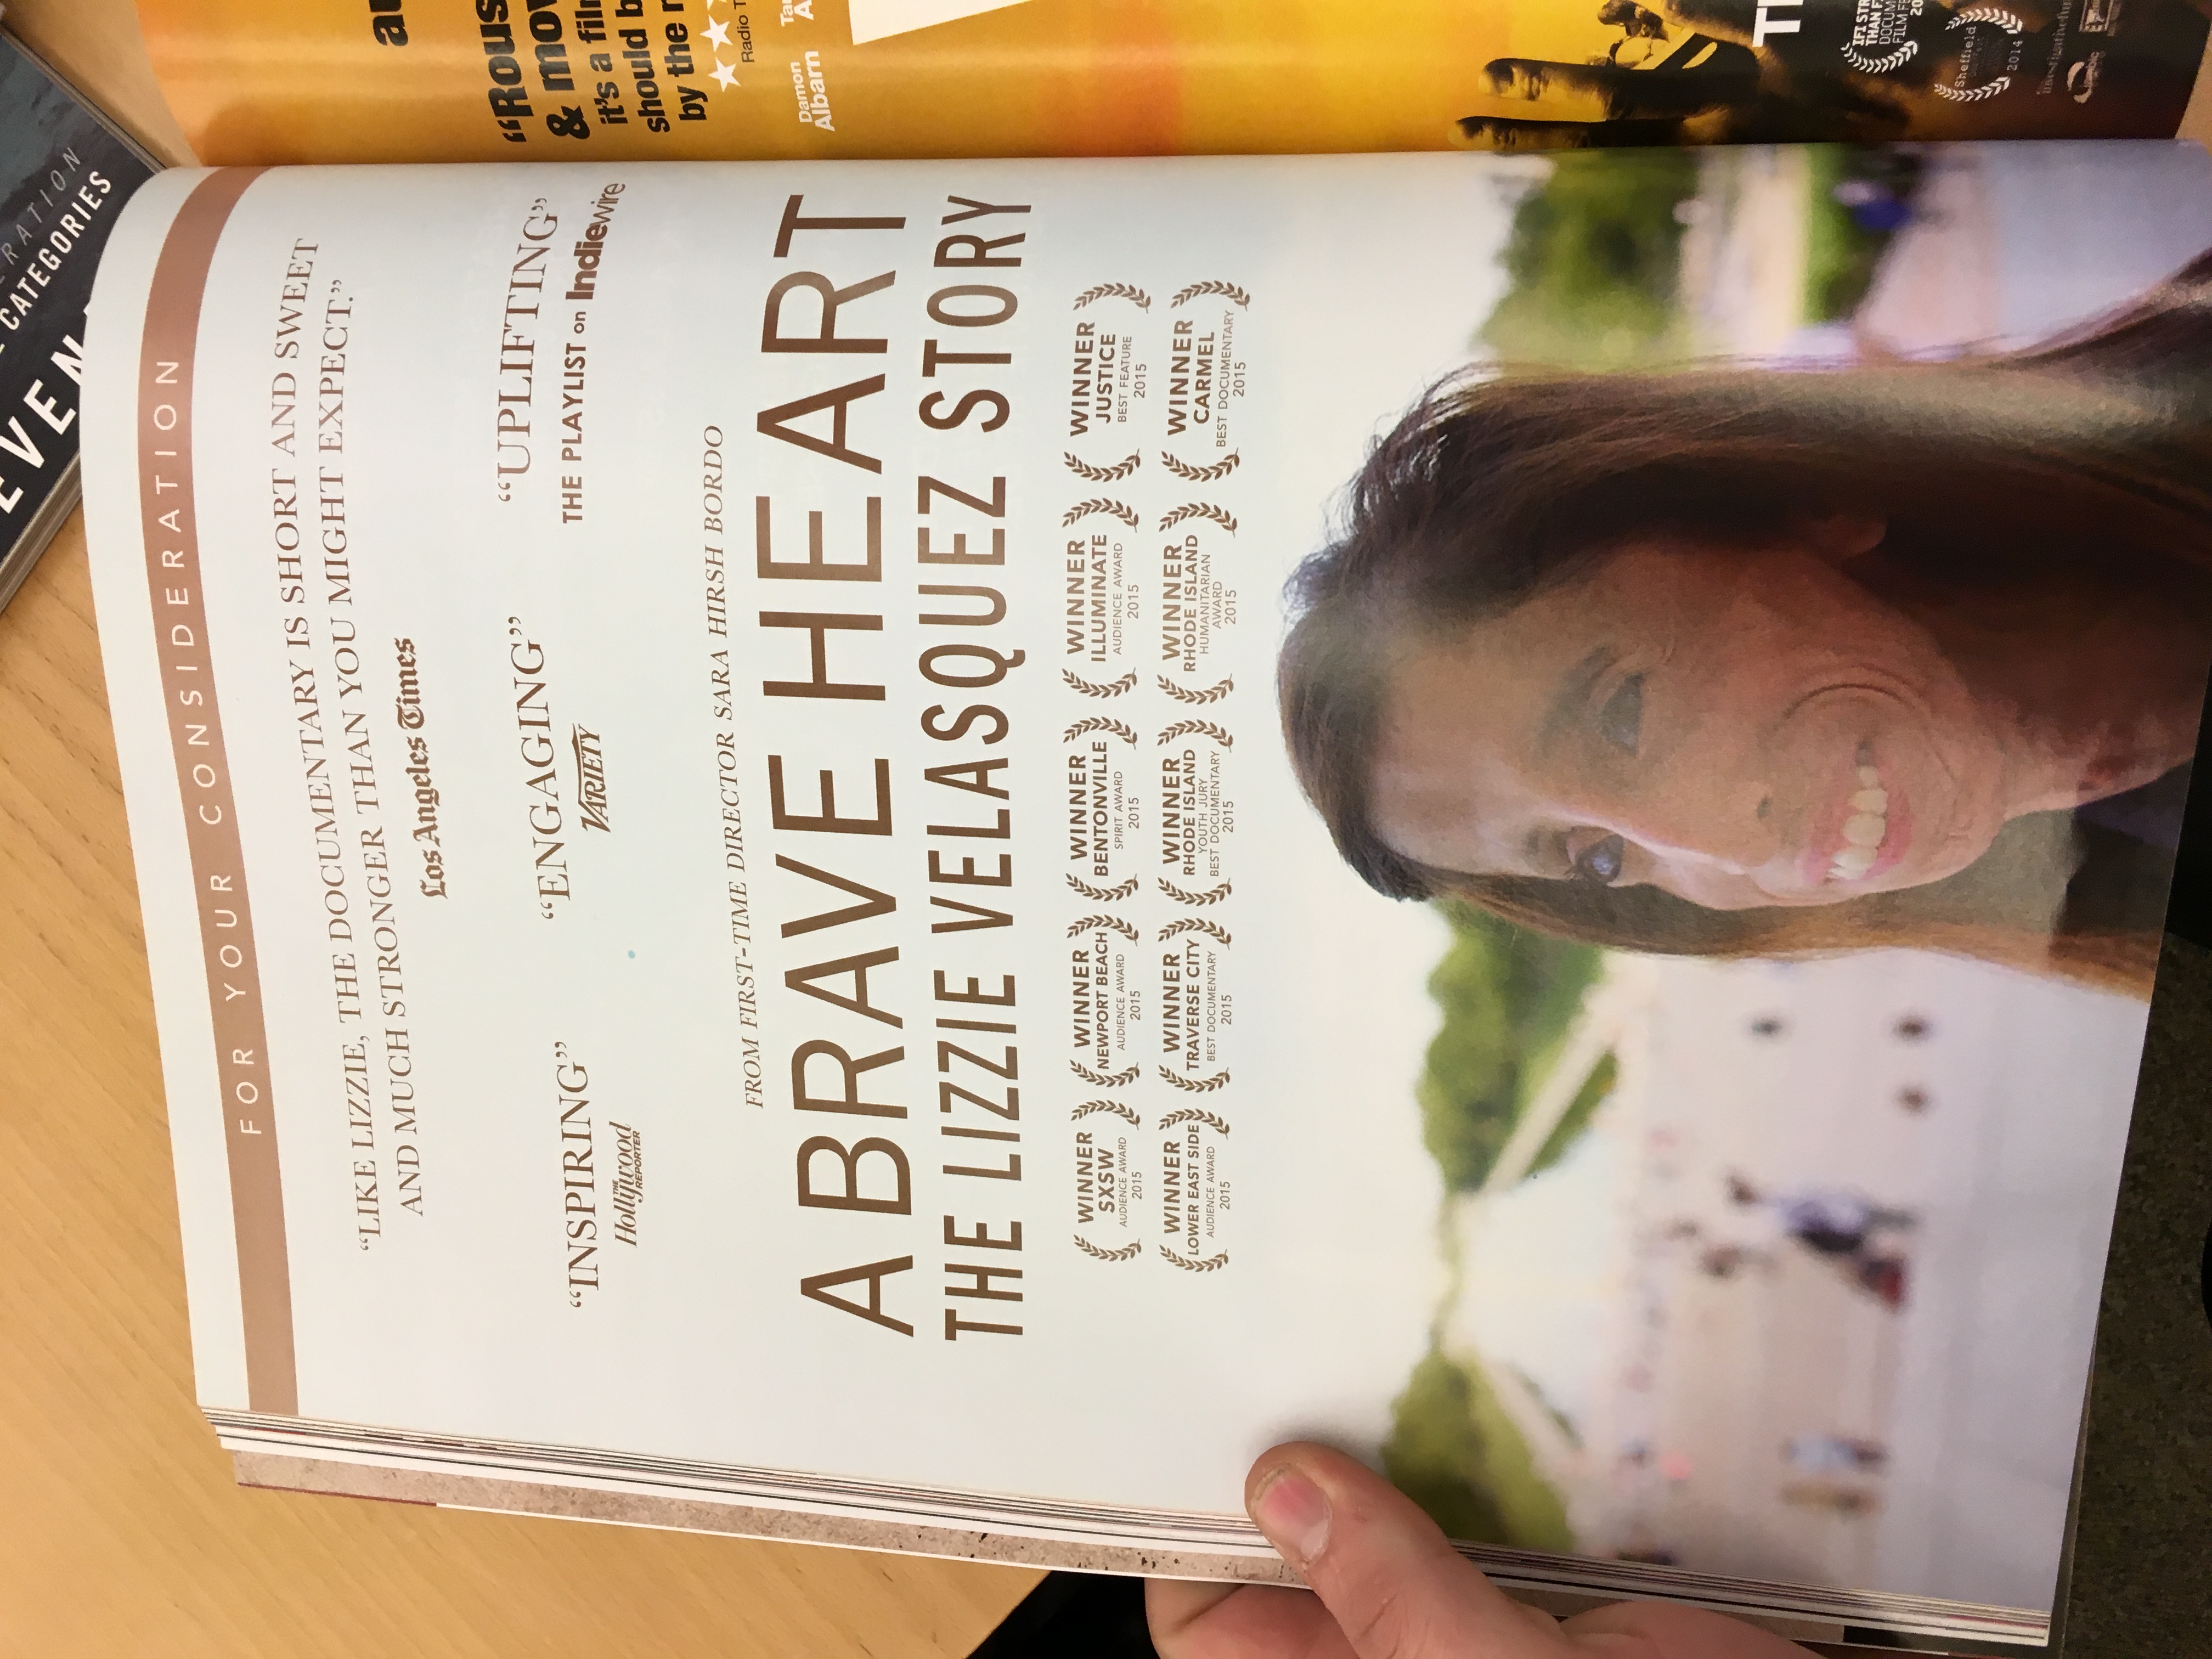 EVEN
CATEGORIES
FOR YOUR CONSIDERATION
“LIKE LIZZIE, THE DOCUMENTARY IS SHORT AND SWEET
AND MUCH STRONGER THAN YOU MIGHT EXPECT.”
Los Angeles Times
“INSPIRING”
THE Hollywood REPORTER
“ENGAGING”
VARIETY
“UPLIFTING”
THE PLAYLIST on Indiewire
FROM FIRST-TIME DIRECTOR SARA HIRSH BORDO
A BRAVE HEART
THE LIZZIE VELASQUEZ STORY
WINNER
SXSW
AUDIENCE AWARD
2015
WINNER
NEWPORT BEACH
AUDIENCE AWARD
2015
WINNER
BENTONVILLE
SPIRIT AWARD
2015
WINNER
ILLUMINATE
AUDIENCE AWARD
2015
WINNER
JUSTICE
BEST FEATURE
2015
WINNER
LOWER EAST SIDE
AUDIENCE AWARD
2015
WINNER
TRAVERSE CITY
BEST DOCUMENTARY
2015
WINNER
RHODE ISLAND
YOUTH JURY
BEST DOCUMENTARY
2015
WINNER
RHODE ISLAND
HUMANITARIAN
AWARD
2015
WINNER
CARMEL
BEST DOCUMENTARY
2015
au
“Rous
& mov
it's a fil
should b
by the
Radio T
Damon
Albarn
Ta
A
IFI STR
THAN F
DOCUM
FILM FE
20
Sheffield
2014